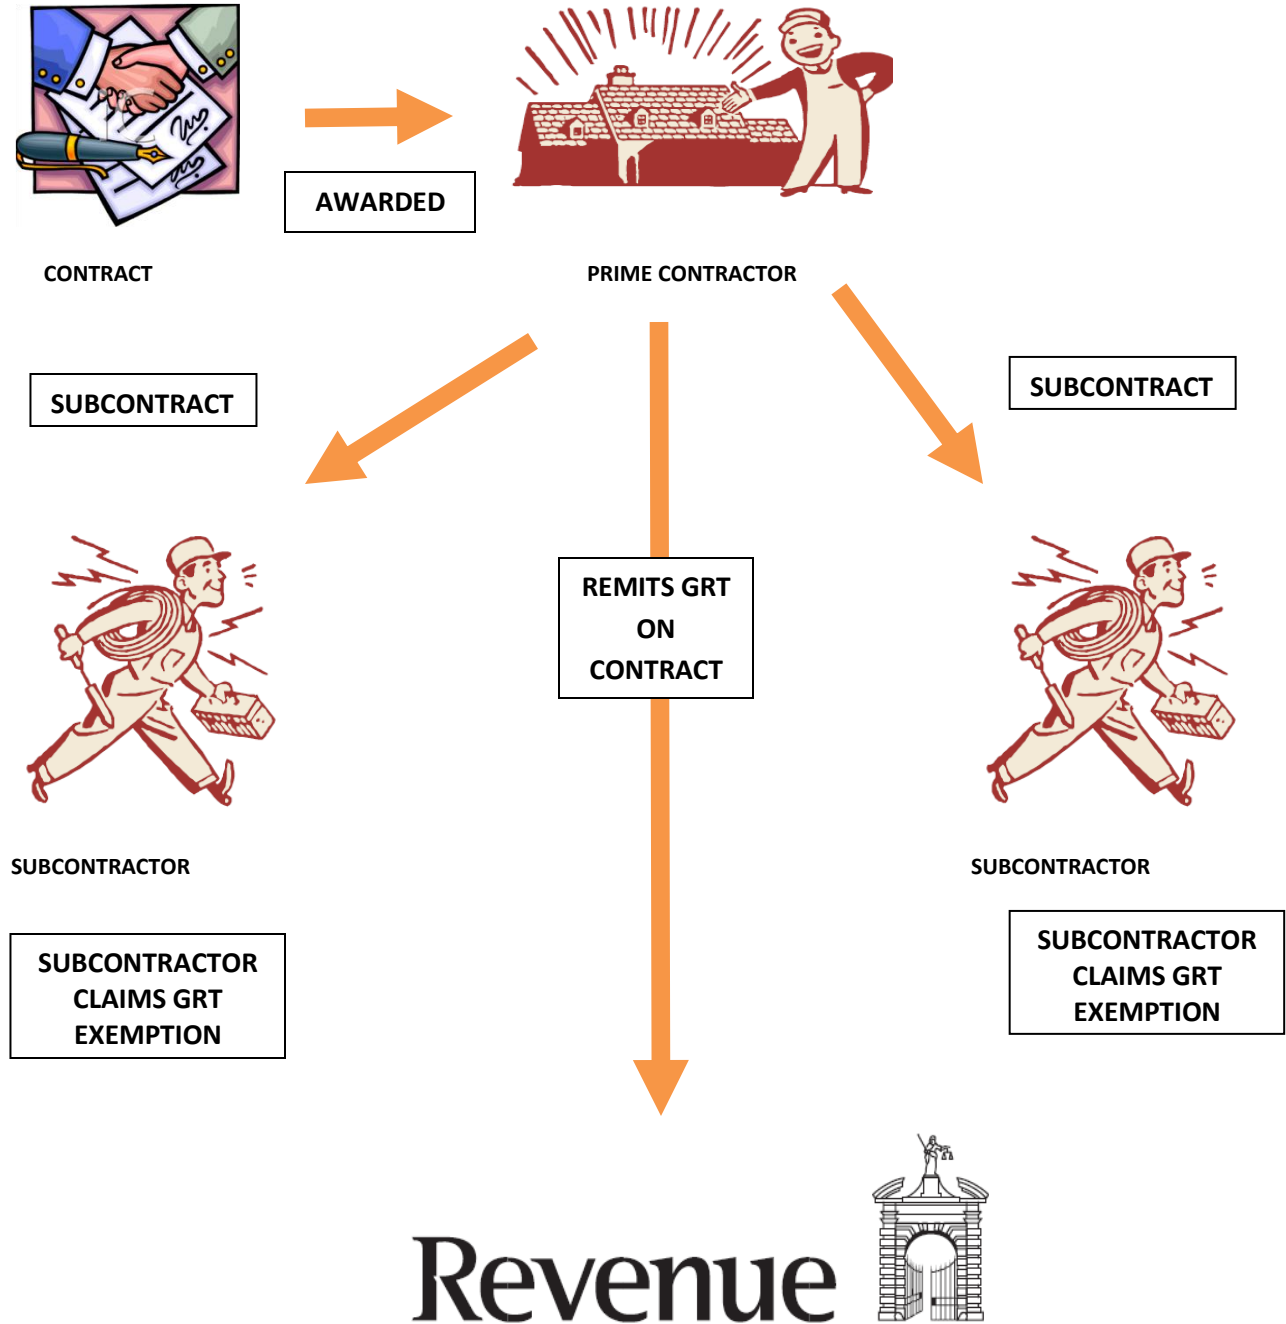 AWARDED
CONTRACT
PRIME CONTRACTOR
SUBCONTRACT
SUBCONTRACT
REMITS GRT
ON
CONTRACT
SUBCONTRACTOR
SUBCONTRACTOR
SUBCONTRACTOR
CLAIMS GRT
EXEMPTION
SUBCONTRACTOR
CLAIMS GRT
EXEMPTION
Revenue